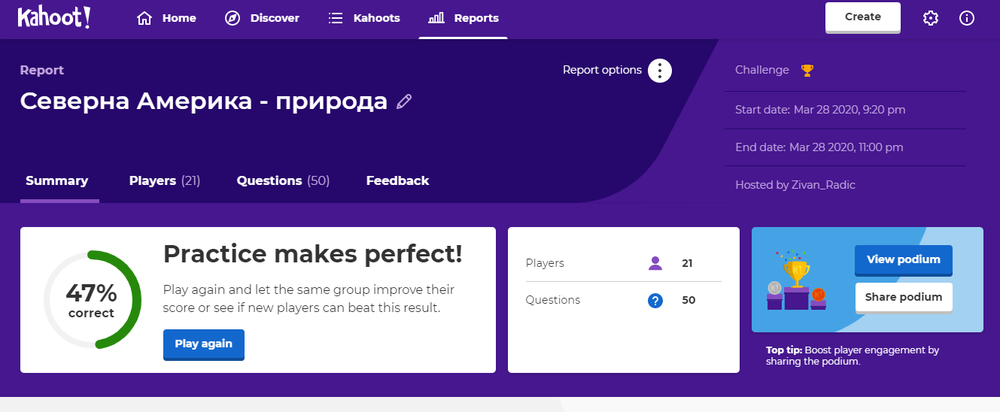 Kahoot!
Home
Discover
Kahoots
Reports
Create
Report
Report options
Северна Америка - природа
Challenge
Start date: Mar 28 2020, 9:20 pm
End date: Mar 28 2020, 11:00 pm
Hosted by Zivan_Radic
Summary
Players (21)
Questions (50)
Feedback
47%
correct
Practice makes perfect!
Play again and let the same group improve their
score or see if new players can beat this result.
Play again
Players 21
Questions ? 50
View podium
Share podium
Top tip: Boost player engagement by
sharing the podium.